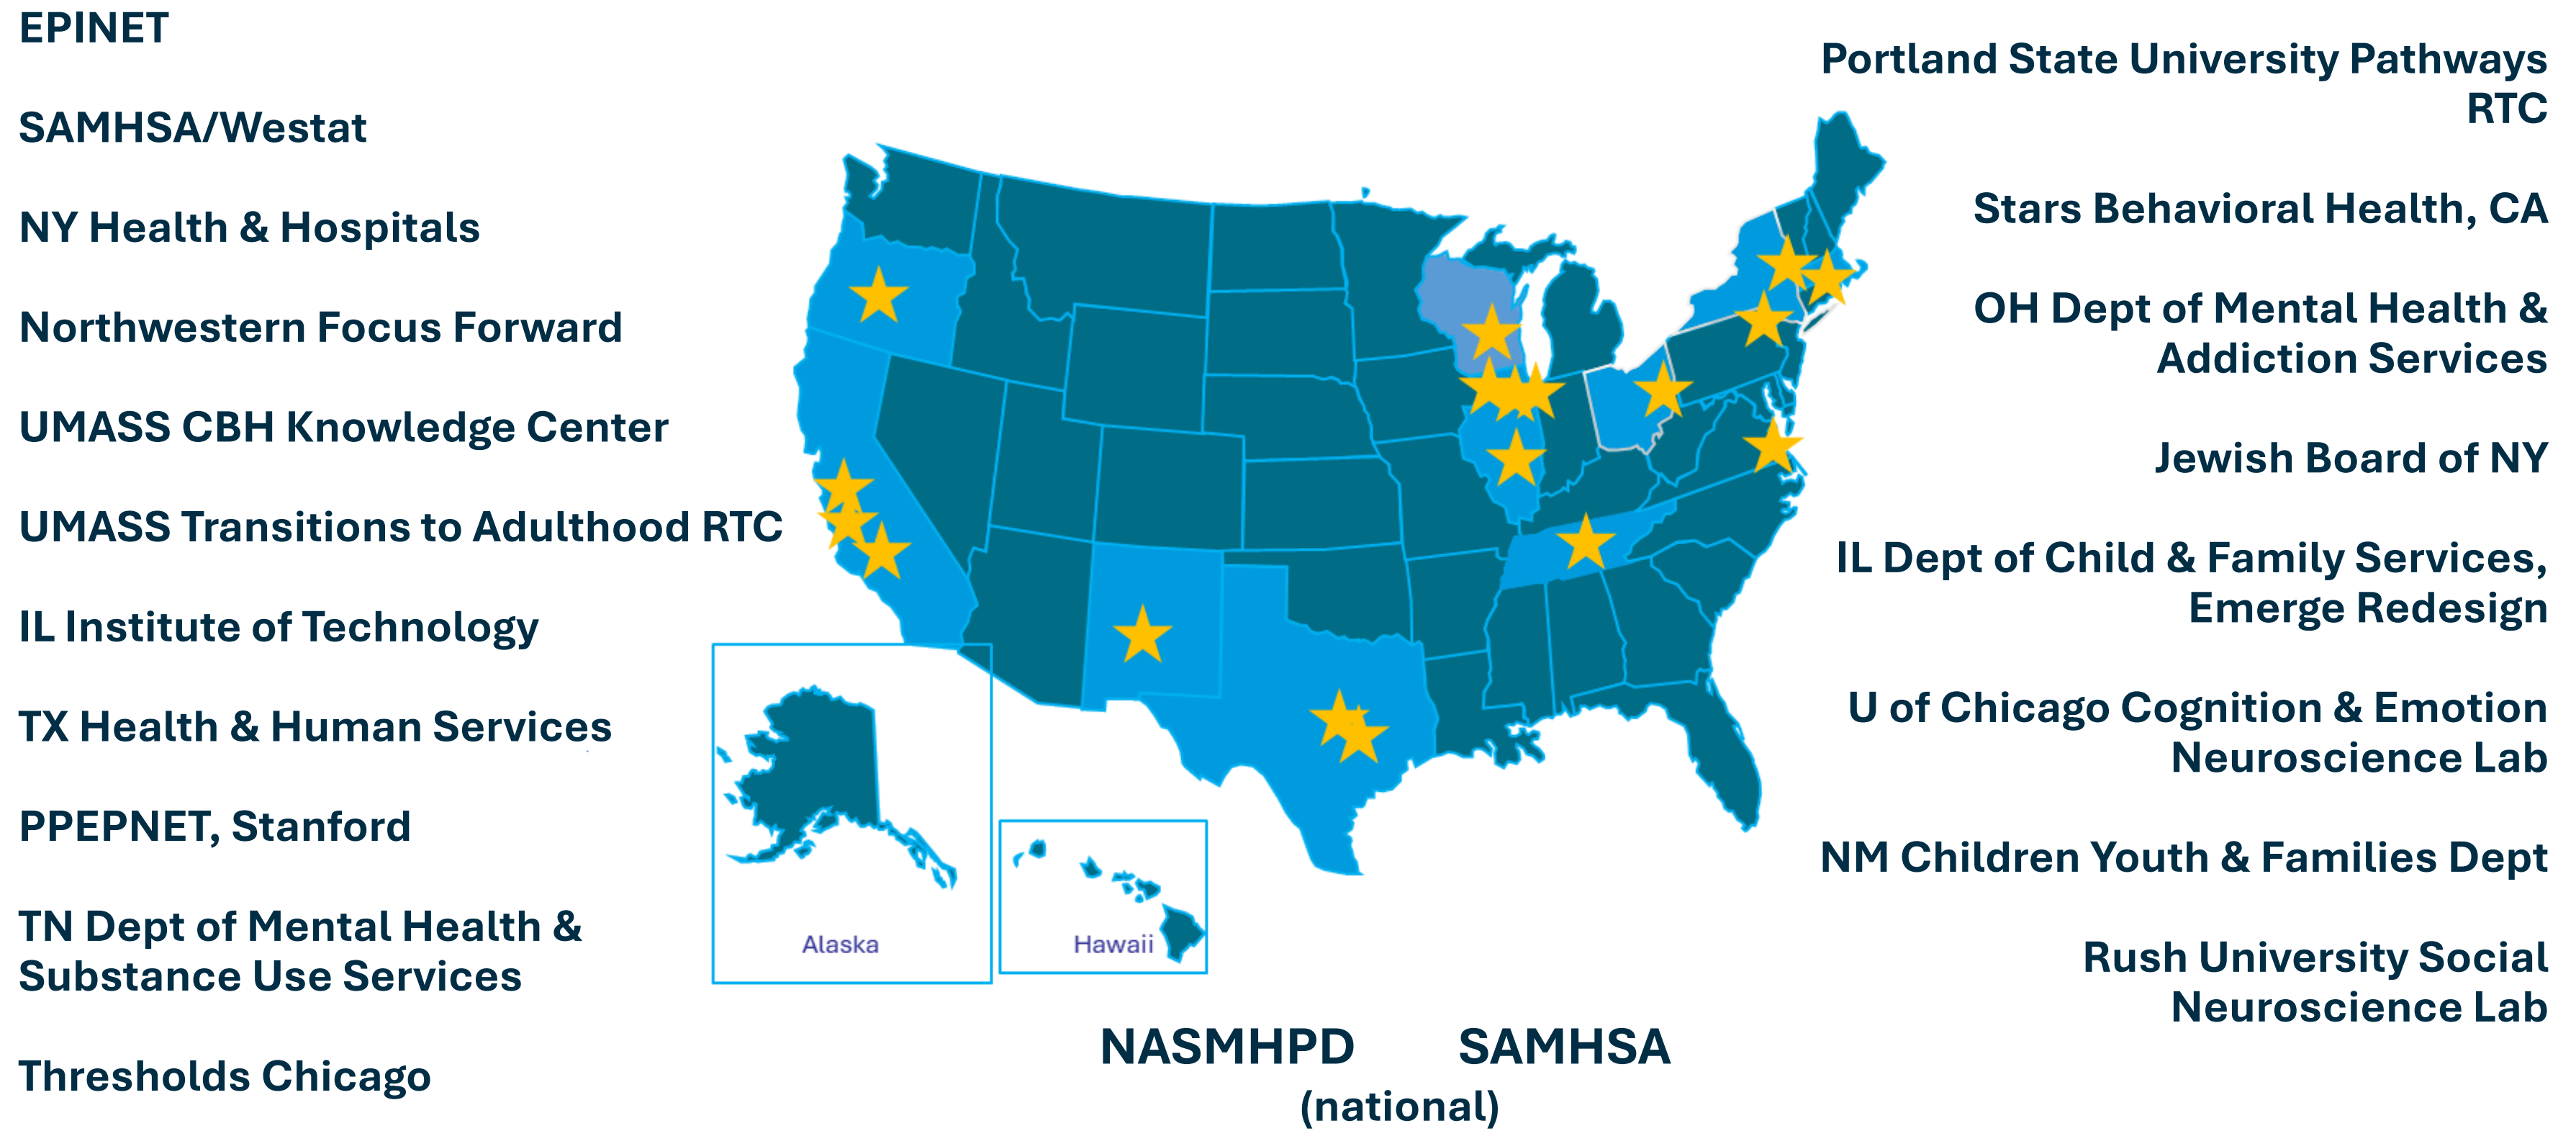 EPINET
SAMHSA/Westat
NY Health & Hospitals
Northwestern Focus Forward
UMASS CBH Knowledge Center
UMASS Transitions to Adulthood RTC
IL Institute of Technology
TX Health & Human Services
PPEPNET, Stanford
TN Dept of Mental Health &
Substance Use Services
Thresholds Chicago
Alaska
Hawaii
NASMHPD SAMHSA
(national)
Portland State University Pathways
RTC
Stars Behavioral Health, CA
OH Dept of Mental Health &
Addiction Services
Jewish Board of NY
IL Dept of Child & Family Services,
Emerge Redesign
U of Chicago Cognition & Emotion
Neuroscience Lab
NM Children Youth & Families Dept
Rush University Social
Neuroscience Lab